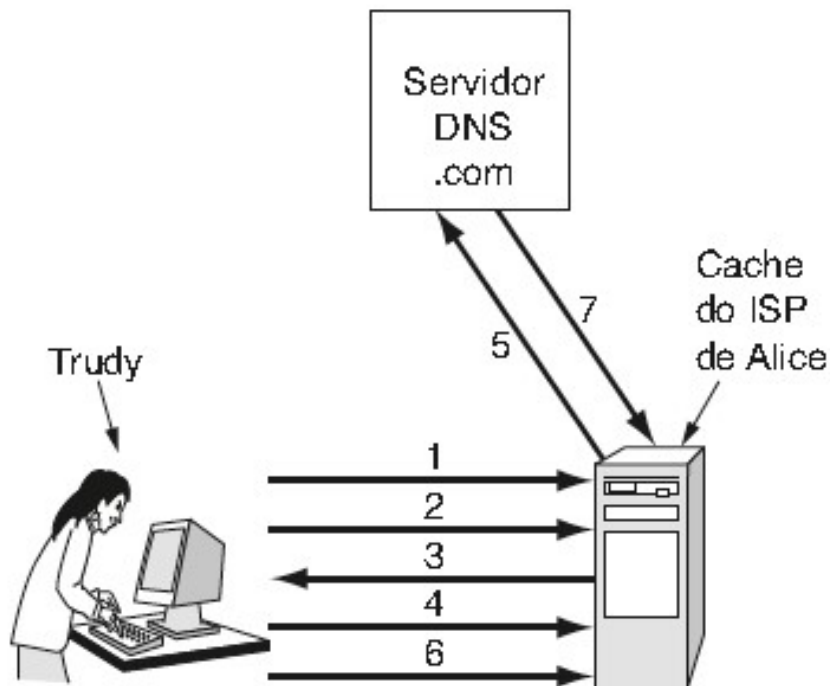 Servidor
DNS
.com
Cache
do ISP
de Alice
7
5
Trudy
1
2
3
4
6